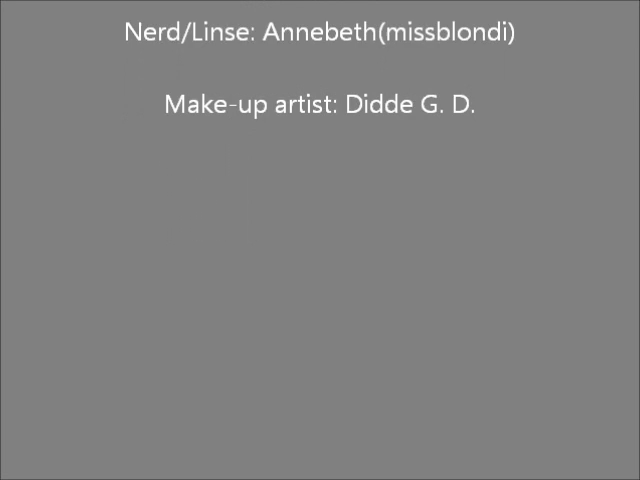 Nerd/Linse: Annebeth(missblondi)
Make-up artist: Didde G. D.